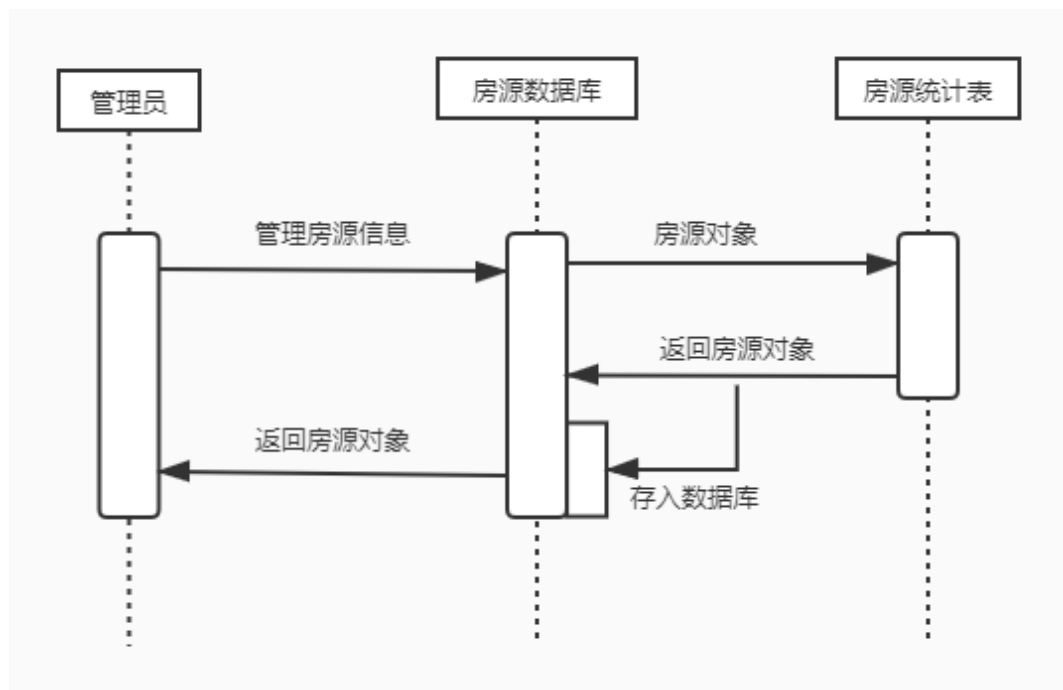 管理员
房源数据库
房源统计表
管理房源信息
房源对象
返回房源对象
返回房源对象
存入数据库